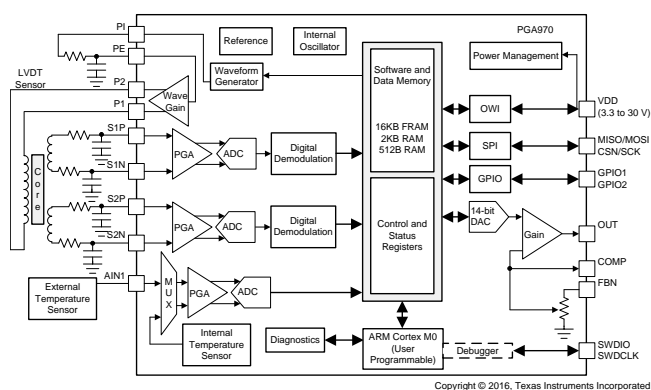 PI
PE
P2
P1
S1P
S1N
S2P
S2N
AIN1
LVDT
Sensor
Core
External
Temperature
Sensor
Reference
Internal
Oscillator
Waveform
Generator
Wave
Gain
PGA
ADC
Digital
Demodulation
PGA
ADC
Digital
Demodulation
MUX
PGA
ADC
Internal
Temperature
Sensor
Diagnostics
Software and
Data Memory
16KB FRAM
2KB RAM
512B RAM
Control and
Status
Registers
ARM Cortex M0
(User
Programmable)
Debugger
PGA970
Power Management
OWI
SPI
GPIO
14-bit
DAC
Gain
VDD
(3.3 to 30 V)
MISO/MOSI
CSN/SCK
GPIO1
GPIO2
OUT
COMP
FBN
SWDIO
SWDCLK
Copyright © 2016, Texas Instruments Incorporated